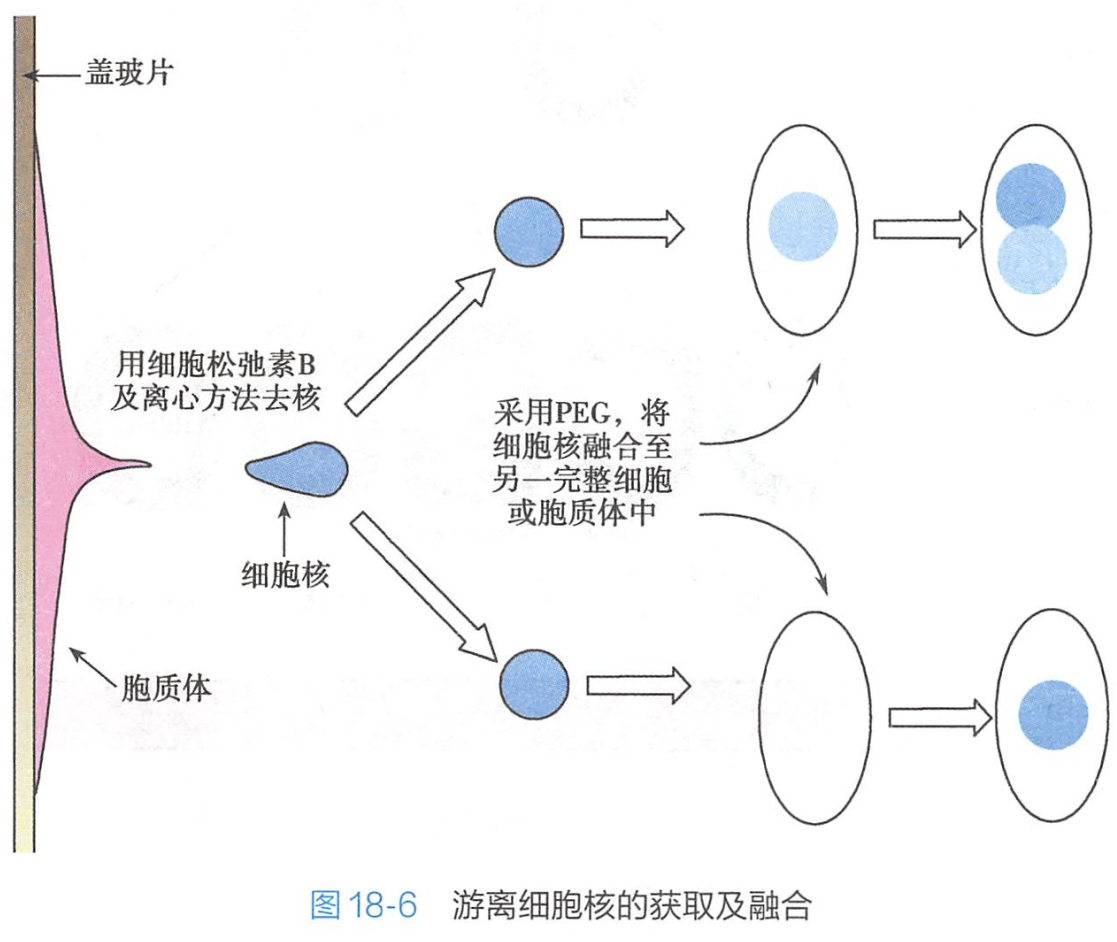 盖玻片
用细胞松弛素B
及离心方法去核
细胞核
胞质体
采用PEG，将
细胞核融合至
另一完整细胞
或胞质体中
图 18-6 游离细胞核的获取及融合